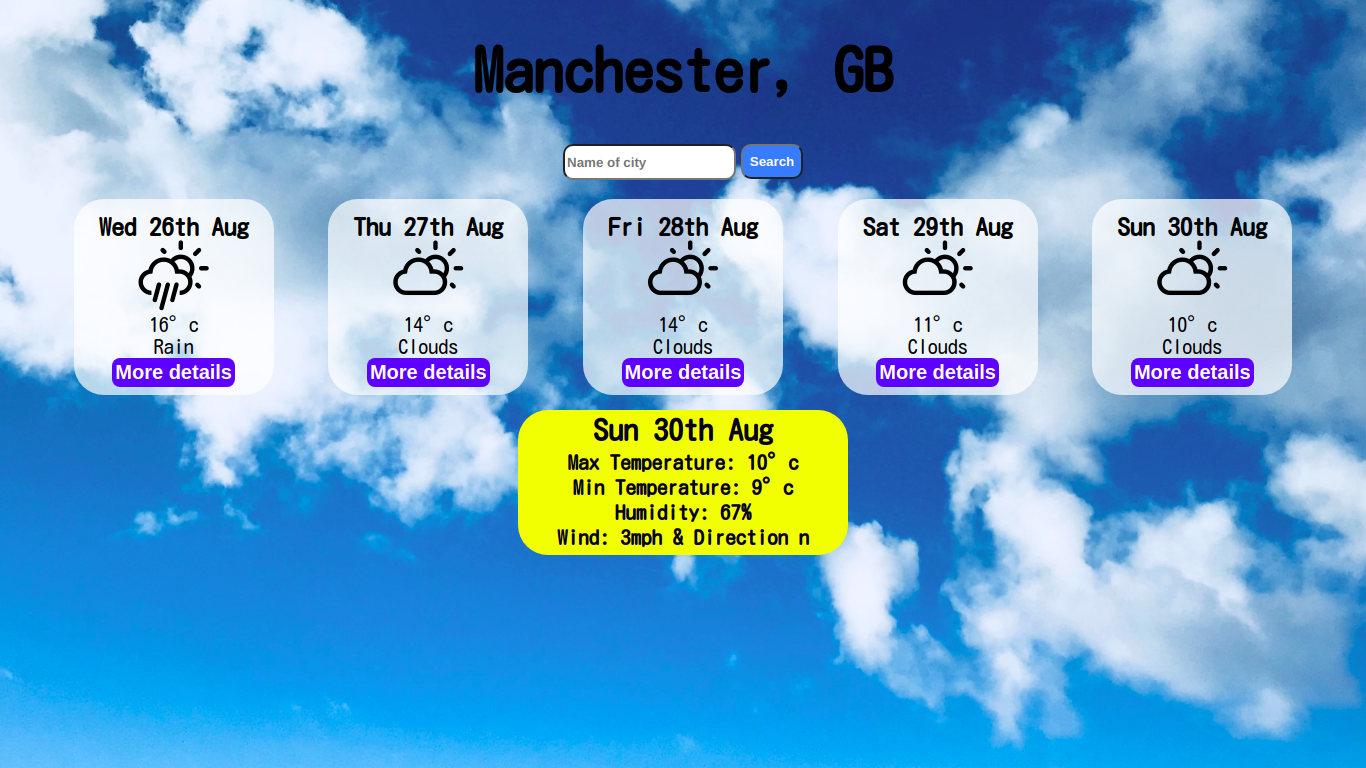 Manchester, GB
Name of city
Search
Wed 26th Aug
16° c
Rain
More details
Thu 27th Aug
14° c
Clouds
More details
Fri 28th Aug
14° c
Clouds
More details
Sat 29th Aug
11° c
Clouds
More details
Sun 30th Aug
10° c
Clouds
More details
Sun 30th Aug
Max Temperature: 10° c
Min Temperature: 9° c
Humidity: 67%
Wind: 3mph & Direction n